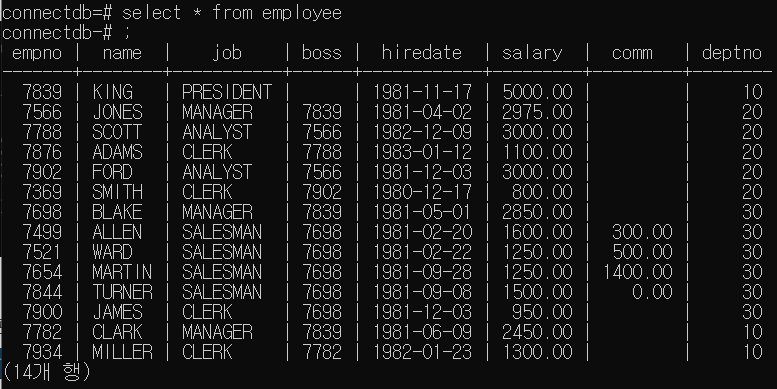 connectdb=# select * from employee
connectdb-# ;
 empno |  name  |    job    | boss |  hiredate  | salary  |  comm   | deptno
-------+--------+-----------+------+------------+---------+---------+--------
  7839 | KING   | PRESIDENT |      | 1981-11-17 | 5000.00 |         |     10
  7566 | JONES  | MANAGER   | 7839 | 1981-04-02 | 2975.00 |         |     20
  7788 | SCOTT  | ANALYST   | 7566 | 1982-12-09 | 3000.00 |         |     20
  7876 | ADAMS  | CLERK     | 7788 | 1983-01-12 | 1100.00 |         |     20
  7902 | FORD   | ANALYST   | 7566 | 1981-12-03 | 3000.00 |         |     20
  7369 | SMITH  | CLERK     | 7902 | 1980-12-17 |  800.00 |         |     20
  7698 | BLAKE  | MANAGER   | 7839 | 1981-05-01 | 2850.00 |         |     30
  7499 | ALLEN  | SALESMAN  | 7698 | 1981-02-20 | 1600.00 |  300.00 |     30
  7521 | WARD   | SALESMAN  | 7698 | 1981-02-22 | 1250.00 |  500.00 |     30
  7654 | MARTIN | SALESMAN  | 7698 | 1981-09-28 | 1250.00 | 1400.00 |     30
  7844 | TURNER | SALESMAN  | 7698 | 1981-09-08 | 1500.00 |    0.00 |     30
  7900 | JAMES  | CLERK     | 7698 | 1981-12-03 |  950.00 |         |     30
  7782 | CLARK  | MANAGER   | 7839 | 1981-06-09 | 2450.00 |         |     10
  7934 | MILLER | CLERK     | 7782 | 1982-01-23 | 1300.00 |         |     10
(14개 행)